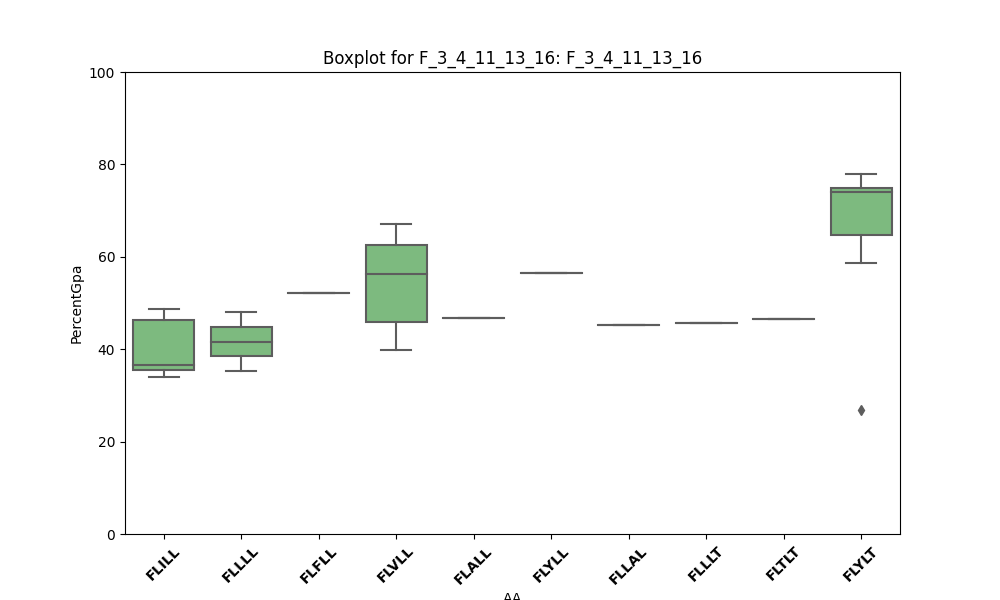 Boxplot for F_3_4_11_13_16: F_3_4_11_13_16
100
80
60
40
20
0
PercentGpa
FLILL
FLLLL
FLFLL
FLVLL
FLALL
FLYLL
FLLAL
FLLLT
FLTLT
FLYLT
AA